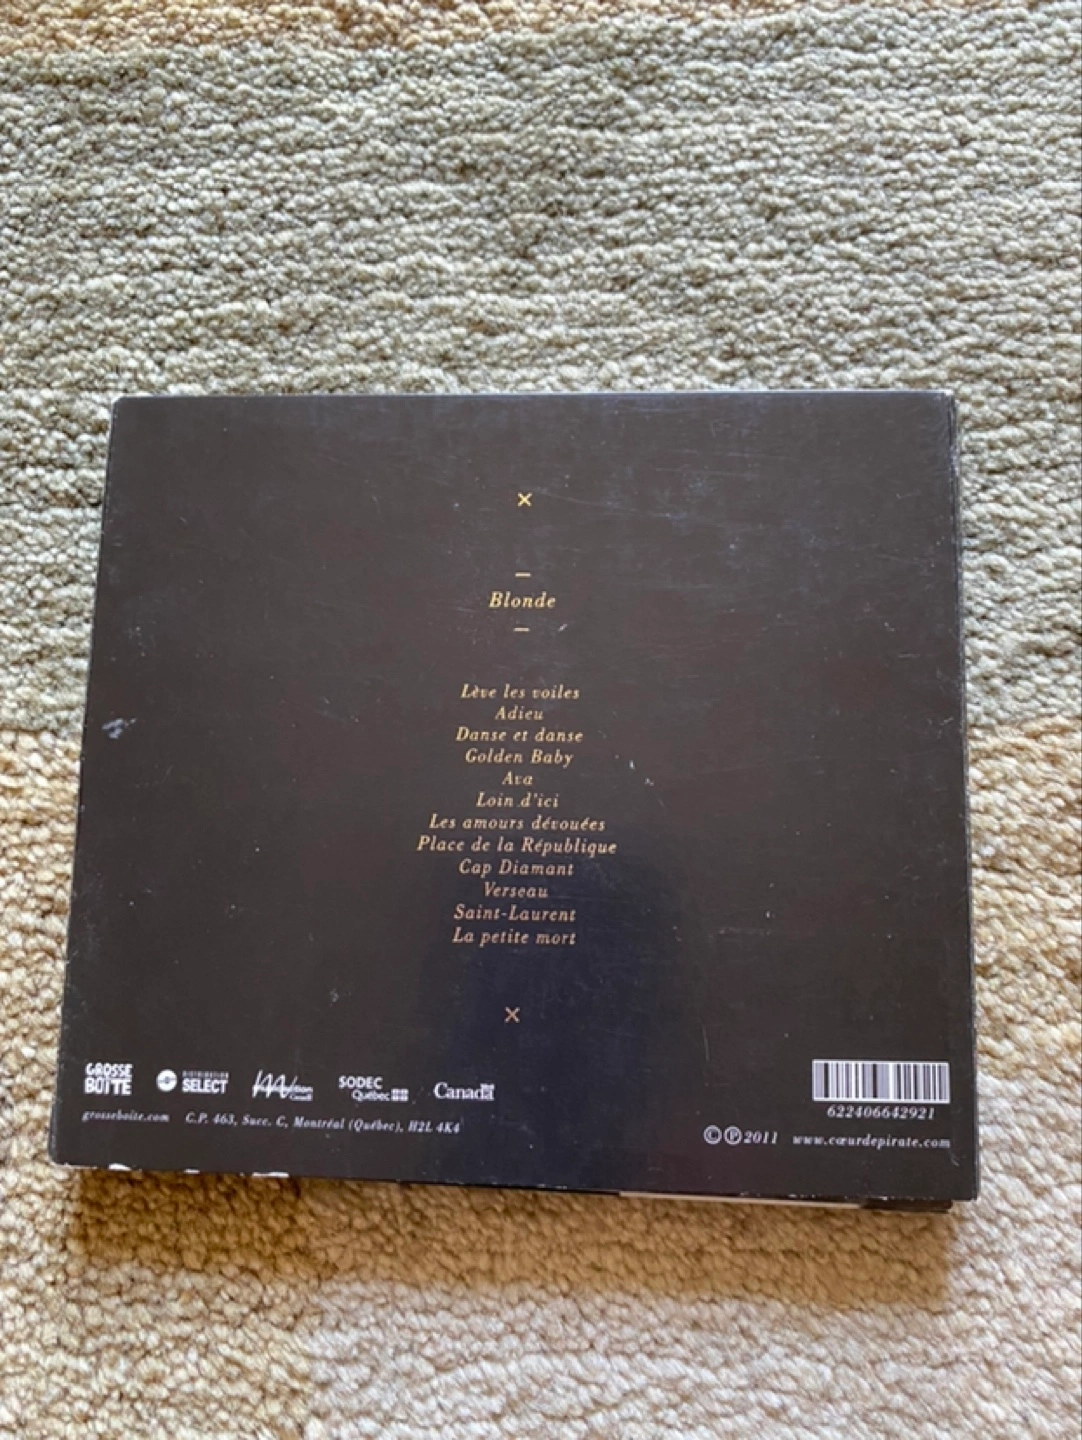 ×
—
Blonde
—
Lève les voiles
Adieu
Danse et danse
Golden Baby
Ava
Loin d'ici
Les amours dévouées
Place de la République
Cap Diamant
Verseau
Saint-Laurent
La petite mort
×
GROSSE BOÎTE
DISTRIBUTION SELECT
Canada
SODEC Québec
Canada
622406642921
grosseboite.com C.P. 463, Succ. C, Montréal (Québec), H2L 4K4
©℗2011 www.cœurdepirate.com